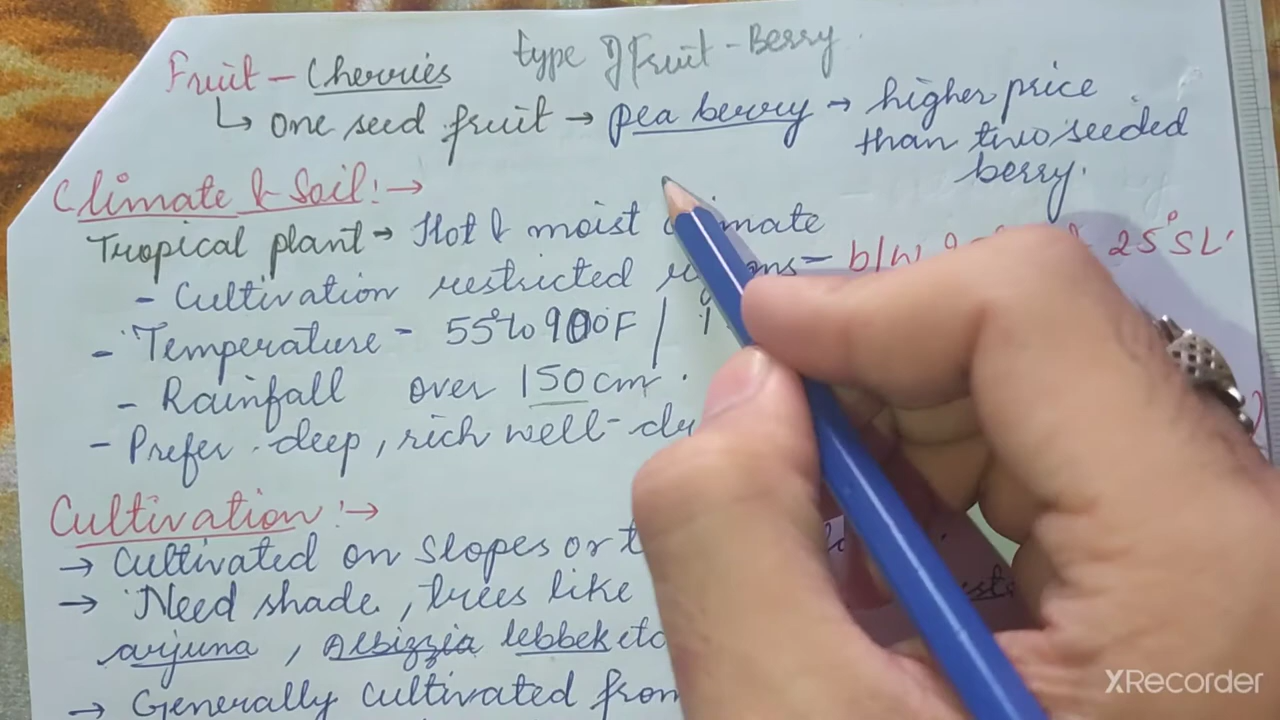 Fruit - Cherries type of Fruit - Berry.
↳ one seed fruit → pea berry → higher price
than two seeded
berry.
Climate & Soil:→
Tropical plant → Hot & moist climate
- Cultivation restricted b/w 25° SL.
- Temperature - 55° to 90°F /
- Rainfall over 150 cm.
- Prefer deep, rich well-
Cultivation:→
→ Cultivated on slopes or
→ Need shade, trees like
arjuna, Albizzia lebbek etc
→ Generally cultivated from
XRecorder